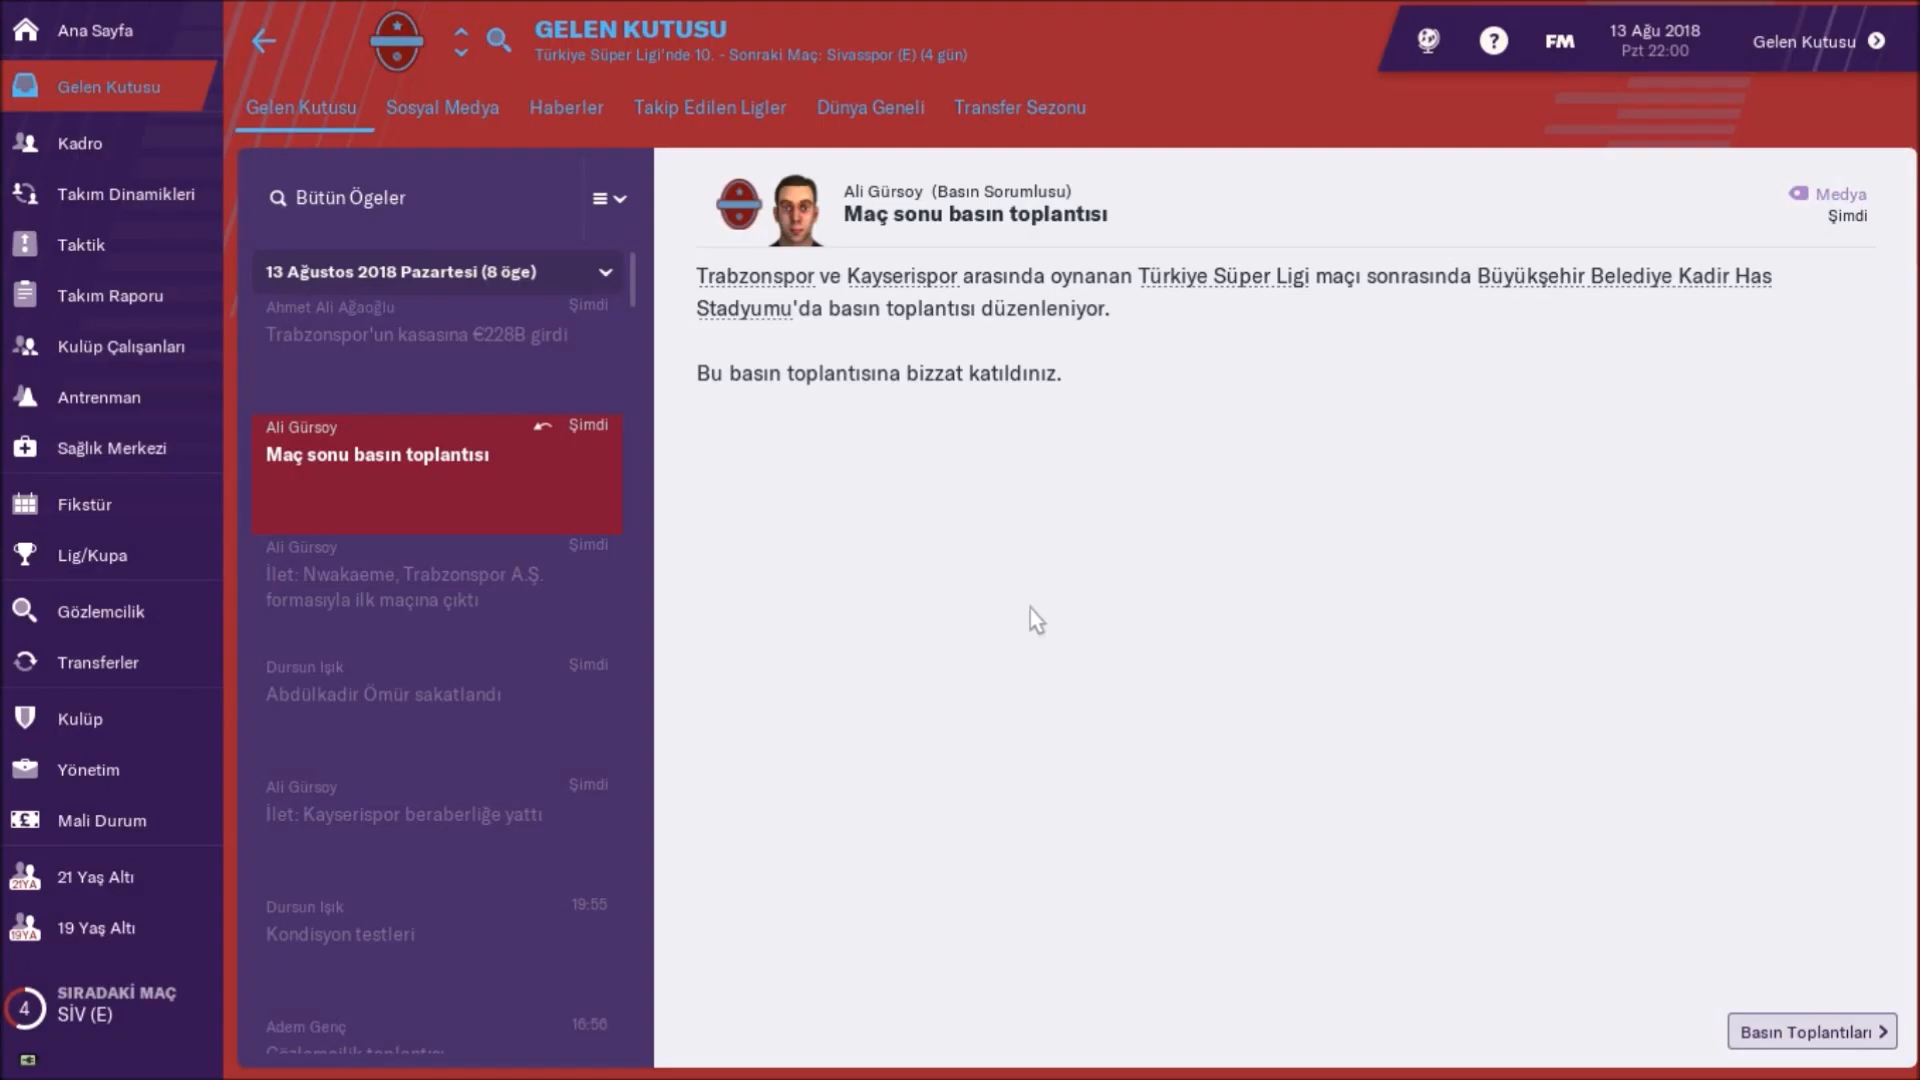 Ana Sayfa
Gelen Kutusu
Kadro
Takım Dinamikleri
Taktik
Takım Raporu
Kulüp Çalışanları
Antrenman
Sağlık Merkezi
Fikstür
Lig/Kupa
Gözlemcilik
Transferler
Kulüp
Yönetim
Mali Durum
21YA
21 Yaş Altı
19YA
19 Yaş Altı
4
SIRADAKİ MAÇ
SİV (E)
GELEN KUTUSU
Türkiye Süper Ligi'nde 10. - Sonraki Maç: Sivasspor (E) (4 gün)
?
FM
13 Ağu 2018
Pzt 22:00
Gelen Kutusu
Gelen Kutusu Sosyal Medya Haberler Takip Edilen Ligler Dünya Geneli Transfer Sezonu
Bütün Ögeler
13 Ağustos 2018 Pazartesi (8 öge)
Ahmet Ali Ağaoğlu Şimdi
Trabzonspor'un kasasına €228B girdi
Ali Gürsoy Şimdi
Maç sonu basın toplantısı
Ali Gürsoy Şimdi
İlet: Nwakaeme, Trabzonspor A.Ş.
formasıyla ilk maçına çıktı
Dursun Işık Şimdi
Abdülkadir Ömür sakatlandı
Ali Gürsoy Şimdi
İlet: Kayserispor beraberliğe yattı
Dursun Işık 19:55
Kondisyon testleri
Adem Genç 16:56
Gözlemcilik toplantısı
Ali Gürsoy (Basın Sorumlusu)
Maç sonu basın toplantısı
Medya
Şimdi
Trabzonspor ve Kayserispor arasında oynanan Türkiye Süper Ligi maçı sonrasında Büyükşehir Belediye Kadir Has
Stadyumu'da basın toplantısı düzenleniyor.
Bu basın toplantısına bizzat katıldınız.
Basın Toplantıları